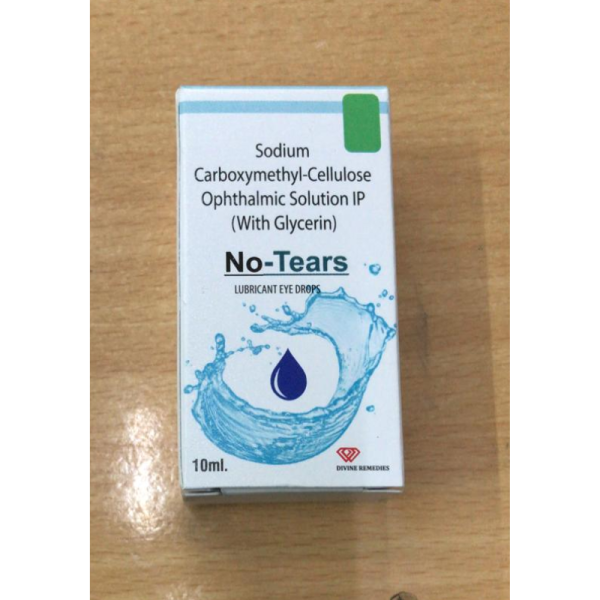 Sodium
Carboxymethyl-Cellulose
Ophthalmic Solution IP
(With Glycerin)
No-Tears
LUBRICANT EYE DROPS
10ml.
DIVINE REMEDIES